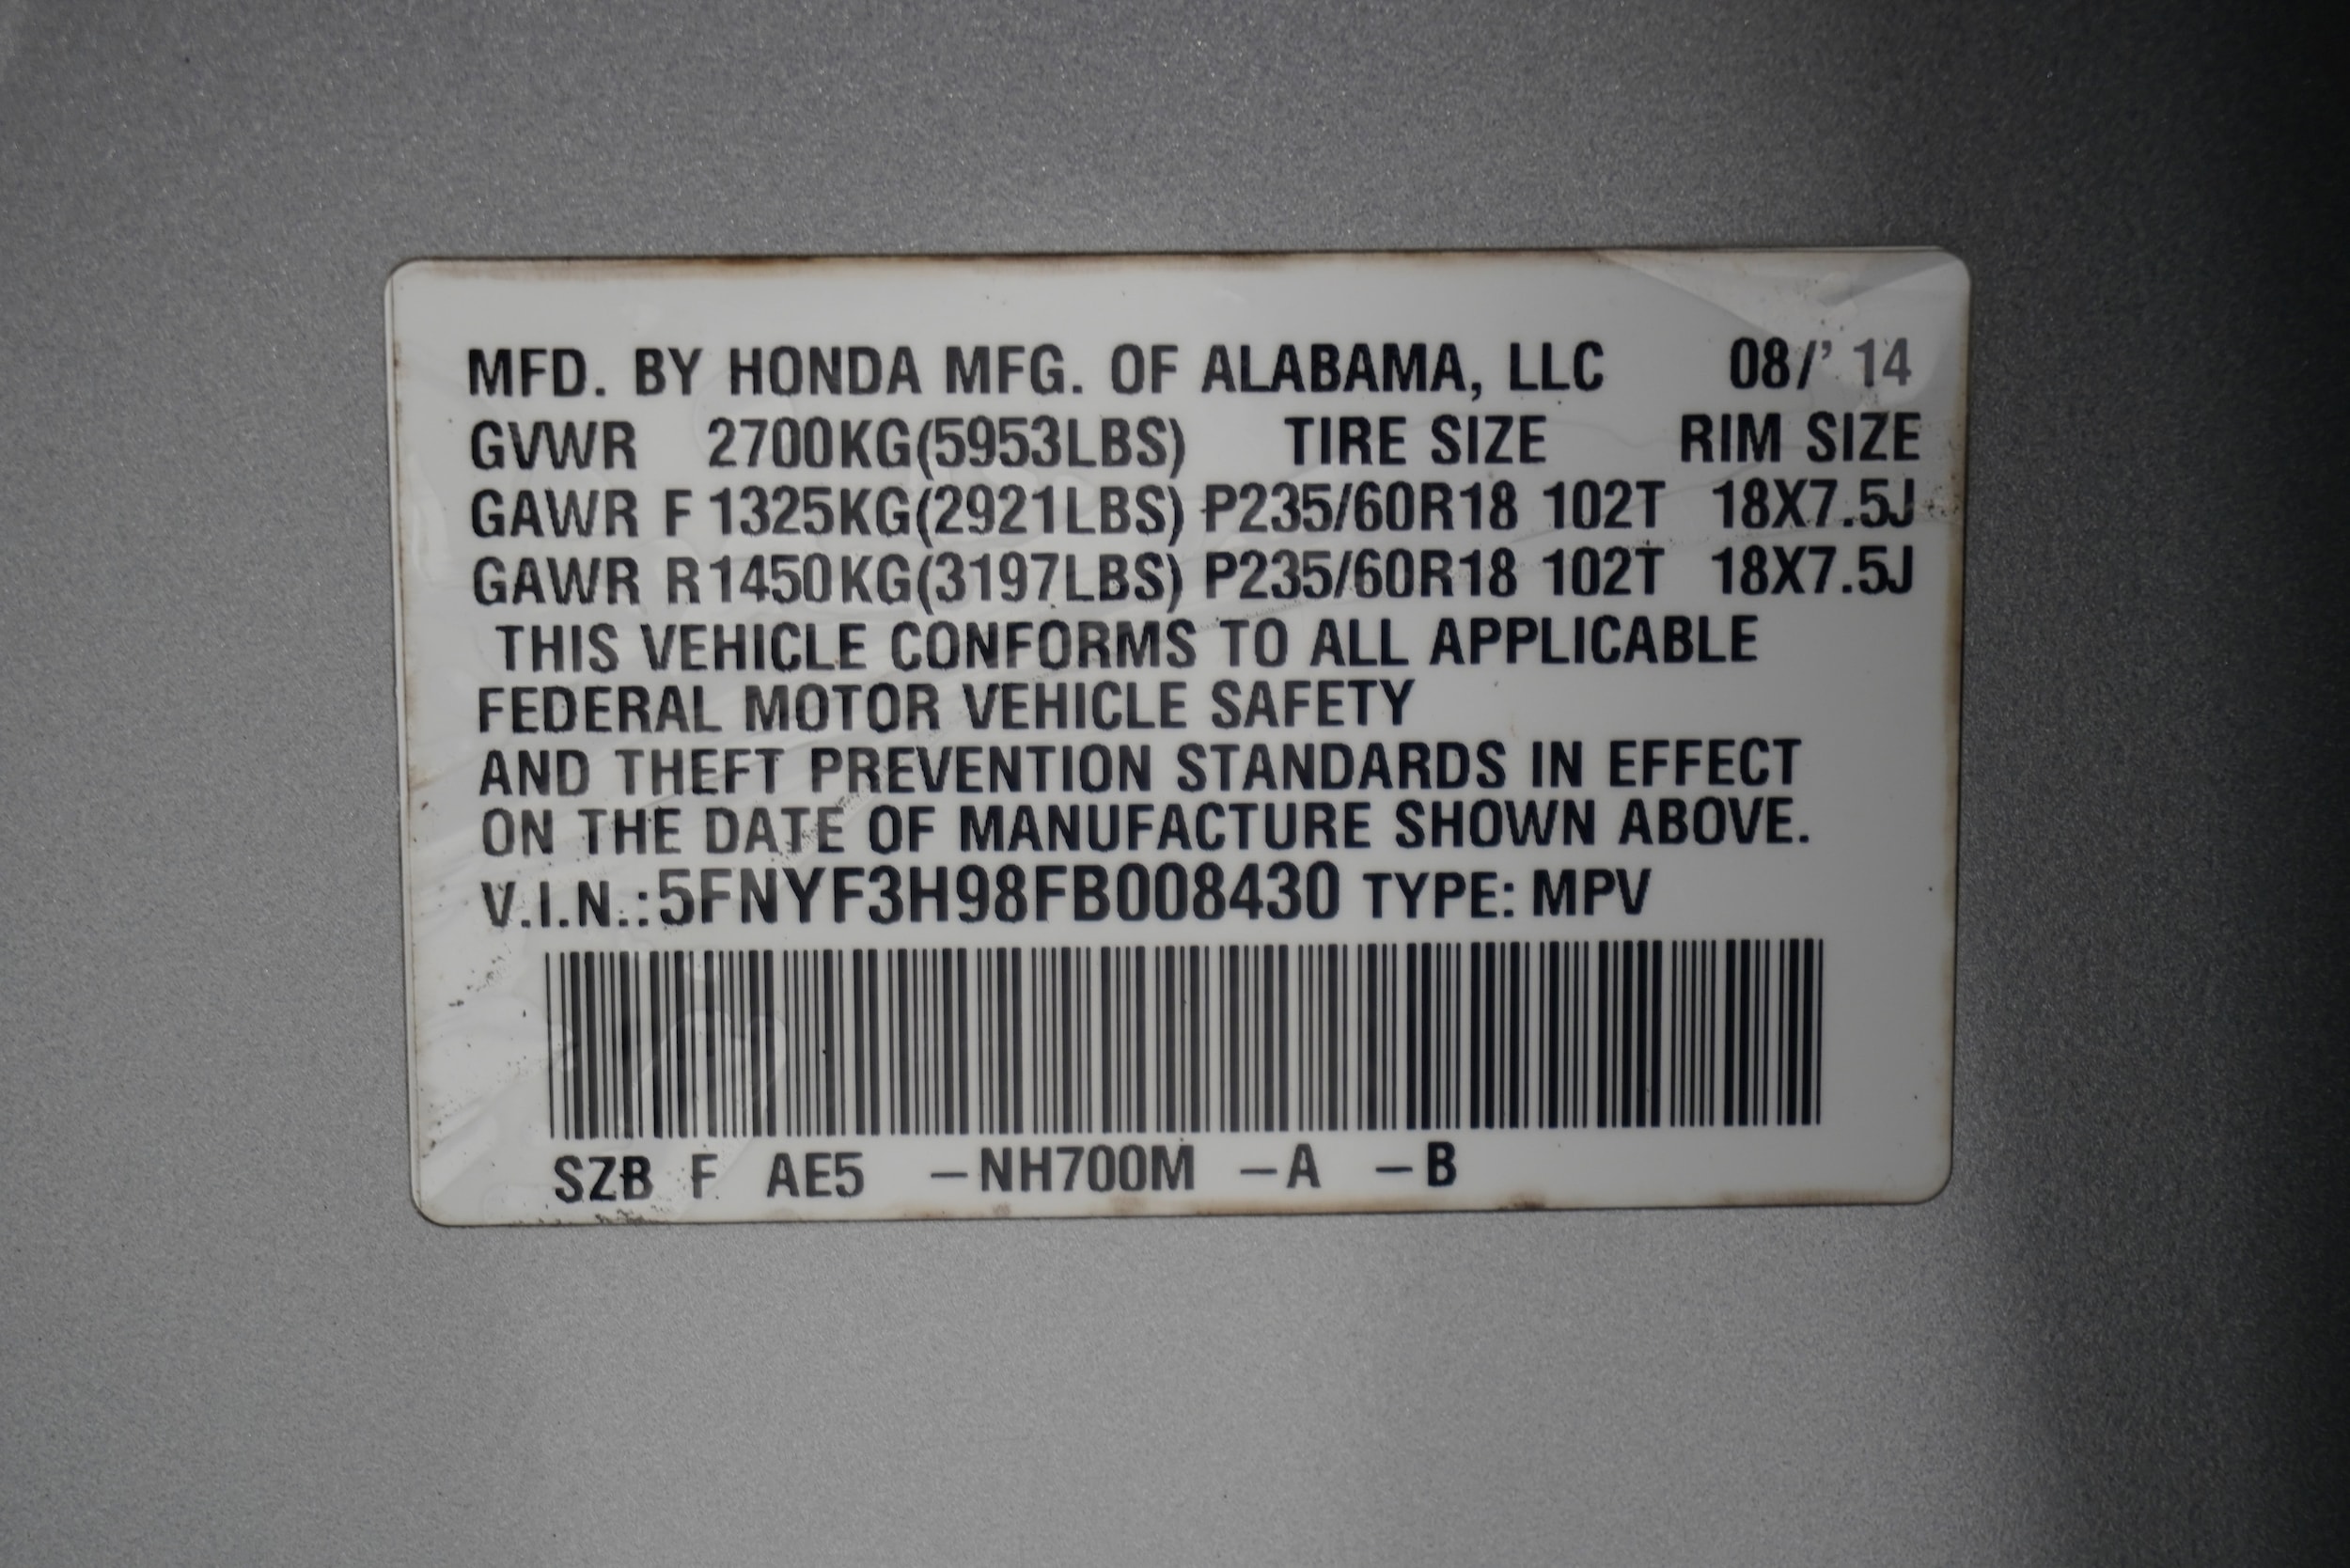 MFD. BY HONDA MFG. OF ALABAMA, LLC 08/' 14
GVWR 2700KG(5953LBS) TIRE SIZE RIM SIZE
GAWR F 1325KG(2921LBS) P235/60R18 102T 18X7.5J
GAWR R1450KG(3197LBS) P235/60R18 102T 18X7.5J
THIS VEHICLE CONFORMS TO ALL APPLICABLE
FEDERAL MOTOR VEHICLE SAFETY
AND THEFT PREVENTION STANDARDS IN EFFECT
ON THE DATE OF MANUFACTURE SHOWN ABOVE.
V.I.N.:5FNYF3H98FB008430 TYPE: MPV
SZB F AE5 –NH700M –A –B